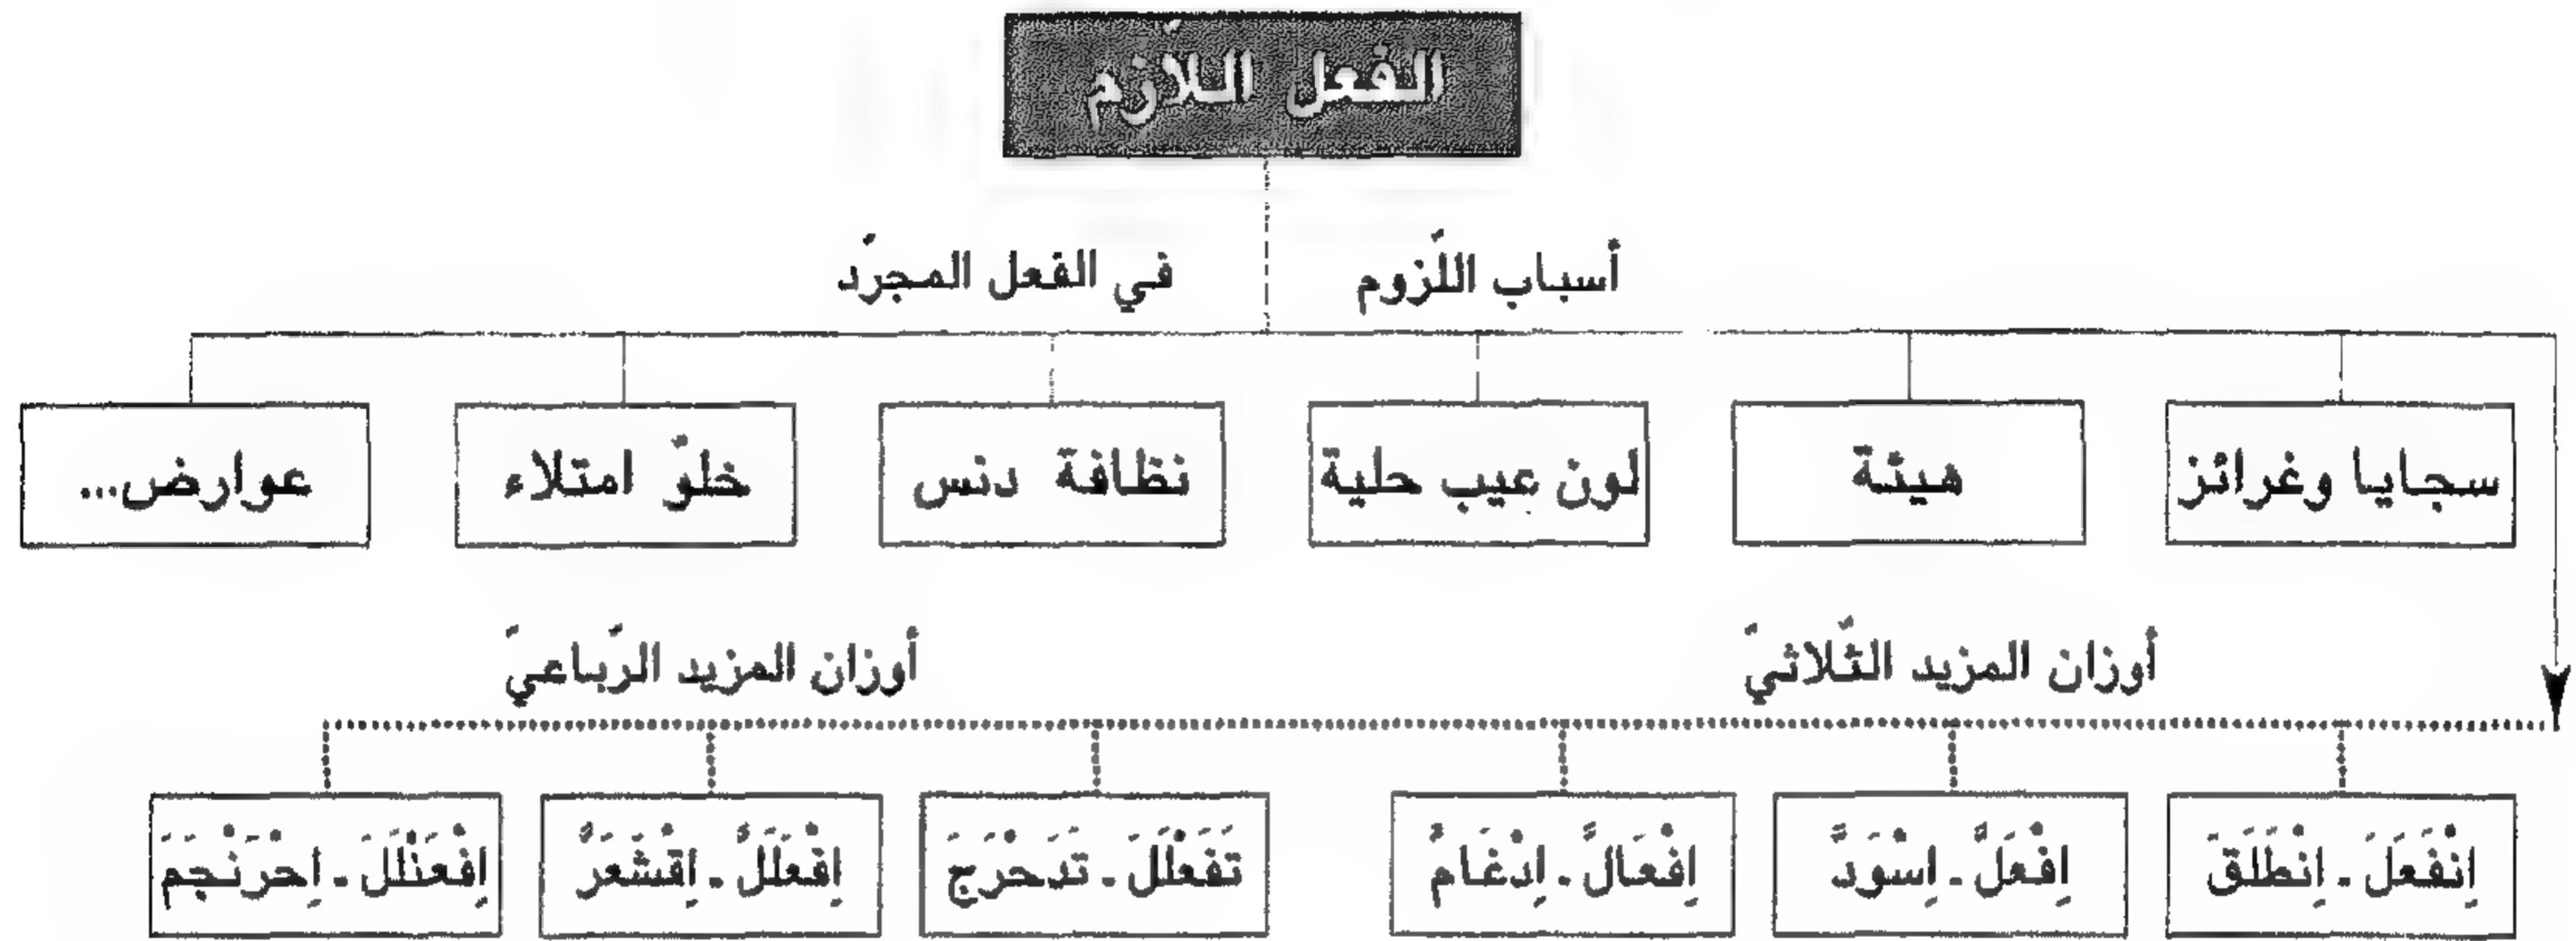 الفعل اللاّزم
أسباب اللّزوم في الفعل المجرّد
سجايا وغرائز
هيئة
لون عيب حلية
نظافة دنس
خلوّ امتلاء
عوارض...
أوزان المزيد الثّلاثيّ
أوزان المزيد الرّباعيّ
اِنْفَعَلَ - اِنْطَلَقَ
اِفْعَلَّ - اِسْوَدَّ
اِفْعَالَّ - اِدْغَامَّ
تَفَعْلَلَ - تَدَحْرَجَ
اِفْعَلَلَّ - اِقْشَعَرَّ
اِفْعَنْلَلَ - اِحْرَنْجَمَ